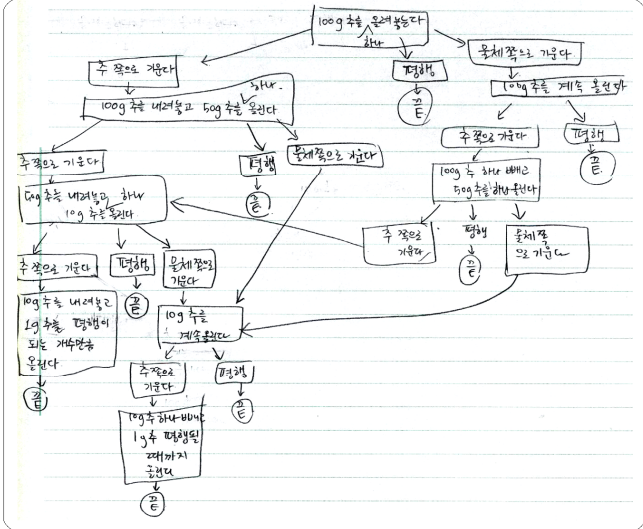 100g 추를 올려놓는다
하나
추 쪽으로 기운다
평행
끝
물체쪽으로 기운다
100g 추를 계속 올린다
하나
100g 추를 내려놓고 50g 추를 올린다
추쪽으로 기운다
평행
끝
추쪽으로 기운다
평행
끝
물체쪽으로 기운다
100g 추 하나 빼고
50g 추를 하나 올린다
50g 추를 내려놓고 하나
10g 추를 올린다
추 쪽으로
기운다
평행
끝
물체쪽
으로 기운다
추쪽으로 기운다
평행
끝
물체쪽으로
기운다
10g 추를 내려놓고
1g 추를 평행이
되는 개수만큼
올린다
끝
10g 추를
계속올린다
추쪽으로
기운다
평행
끝
10g추 하나 빼고
1g추 평행될
때까지
올린다
끝